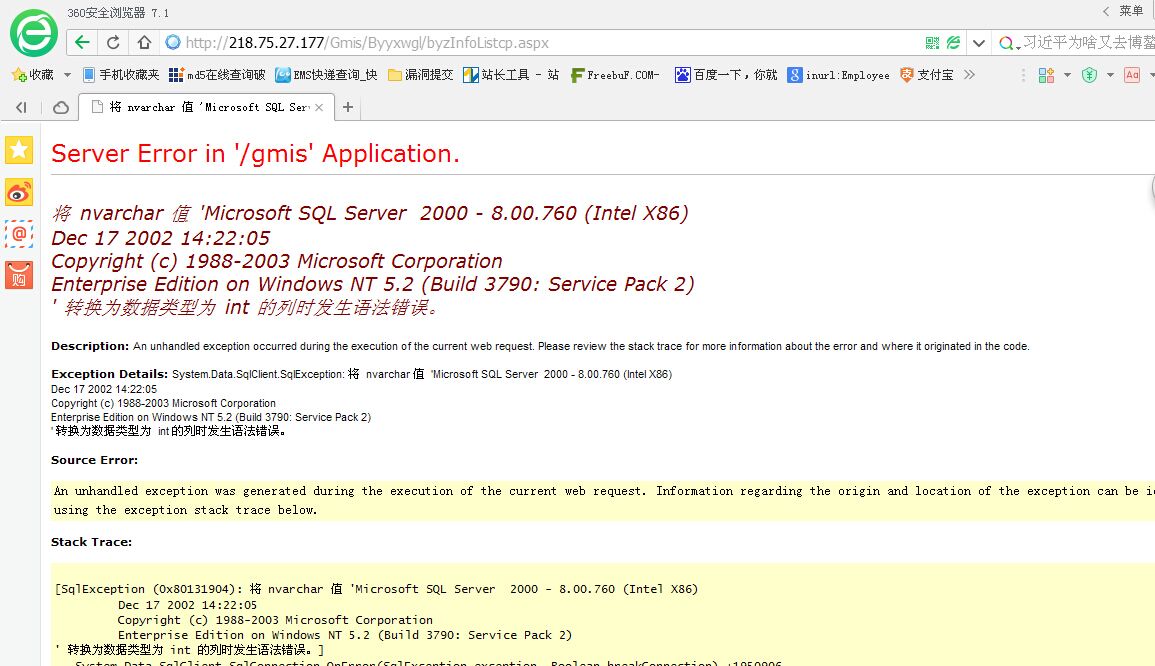 360安全浏览器 7.1
菜单
http://218.75.27.177/Gmis/Byyxwgl/byzInfoListcp.aspx
习近平为啥又去博鳌
收藏 手机收藏夹 md5在线查询破 EMS快递查询_快 漏洞提交 站长工具 - 站 FreebuF.COM- 百度一下，你就 inurl:Employee 支付宝
将 nvarchar 值 'Microsoft SQL Ser
Server Error in '/gmis' Application.
将 nvarchar 值 'Microsoft SQL Server 2000 - 8.00.760 (Intel X86)
Dec 17 2002 14:22:05
Copyright (c) 1988-2003 Microsoft Corporation
Enterprise Edition on Windows NT 5.2 (Build 3790: Service Pack 2)
' 转换为数据类型为 int 的列时发生语法错误。
购
Description: An unhandled exception occurred during the execution of the current web request. Please review the stack trace for more information about the error and where it originated in the code.
Exception Details: System.Data.SqlClient.SqlException: 将 nvarchar 值 'Microsoft SQL Server 2000 - 8.00.760 (Intel X86)
Dec 17 2002 14:22:05
Copyright (c) 1988-2003 Microsoft Corporation
Enterprise Edition on Windows NT 5.2 (Build 3790: Service Pack 2)
' 转换为数据类型为 int 的列时发生语法错误。
Source Error:
An unhandled exception was generated during the execution of the current web request. Information regarding the origin and location of the exception can be
using the exception stack trace below.
Stack Trace:
[SqlException (0x80131904): 将 nvarchar 值 'Microsoft SQL Server 2000 - 8.00.760 (Intel X86)
Dec 17 2002 14:22:05
Copyright (c) 1988-2003 Microsoft Corporation
Enterprise Edition on Windows NT 5.2 (Build 3790: Service Pack 2)
' 转换为数据类型为 int 的列时发生语法错误。]
System.Data.SqlClient.SqlConnection.OnError(SqlException exception, Boolean breakConnection)